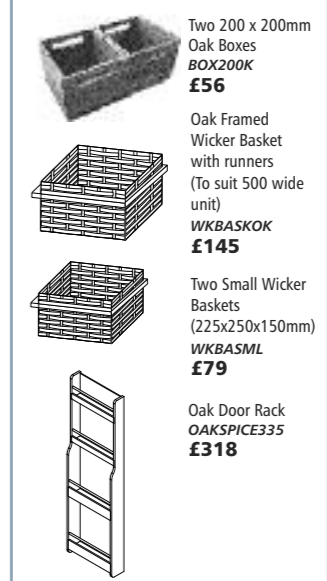 Two 200 x 200mm
Oak Boxes
BOX200K
£56
Oak Framed
Wicker Basket
with runners
(To suit 500 wide
unit)
WKBASKOK
£145
Two Small Wicker
Baskets
(225x250x150mm)
WKBASML
£79
Oak Door Rack
OAKSPICE335
£318